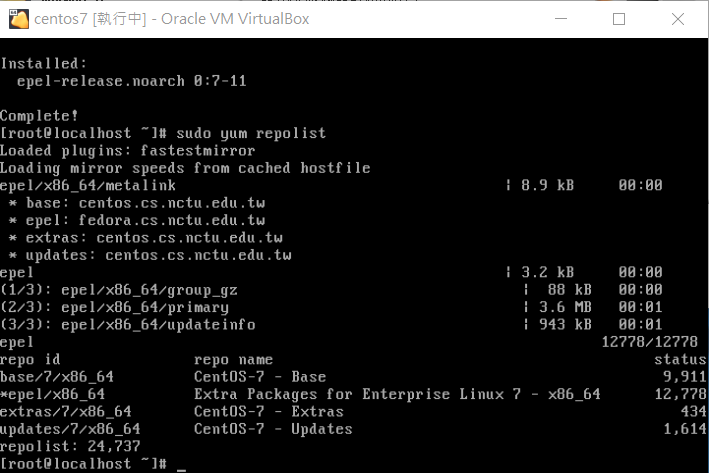 centos7 [執行中] - Oracle VM VirtualBox
Installed:
epel-release.noarch 0:7-11
Complete!
[root@localhost ~]# sudo yum repolist
Loaded plugins: fastestmirror
Loading mirror speeds from cached hostfile
epel/x86_64/metalink | 8.9 kB 00:00
* base: centos.cs.nctu.edu.tw
* epel: fedora.cs.nctu.edu.tw
* extras: centos.cs.nctu.edu.tw
* updates: centos.cs.nctu.edu.tw
epel | 3.2 kB 00:00
(1/3): epel/x86_64/group_gz | 88 kB 00:00
(2/3): epel/x86_64/primary | 3.6 MB 00:01
(3/3): epel/x86_64/updateinfo | 943 kB 00:01
epel 12778/12778
repo id repo name status
base/7/x86_64 CentOS-7 - Base 9,911
*epel/x86_64 Extra Packages for Enterprise Linux 7 - x86_64 12,778
extras/7/x86_64 CentOS-7 - Extras 434
updates/7/x86_64 CentOS-7 - Updates 1,614
repolist: 24,737
[root@localhost ~]# _